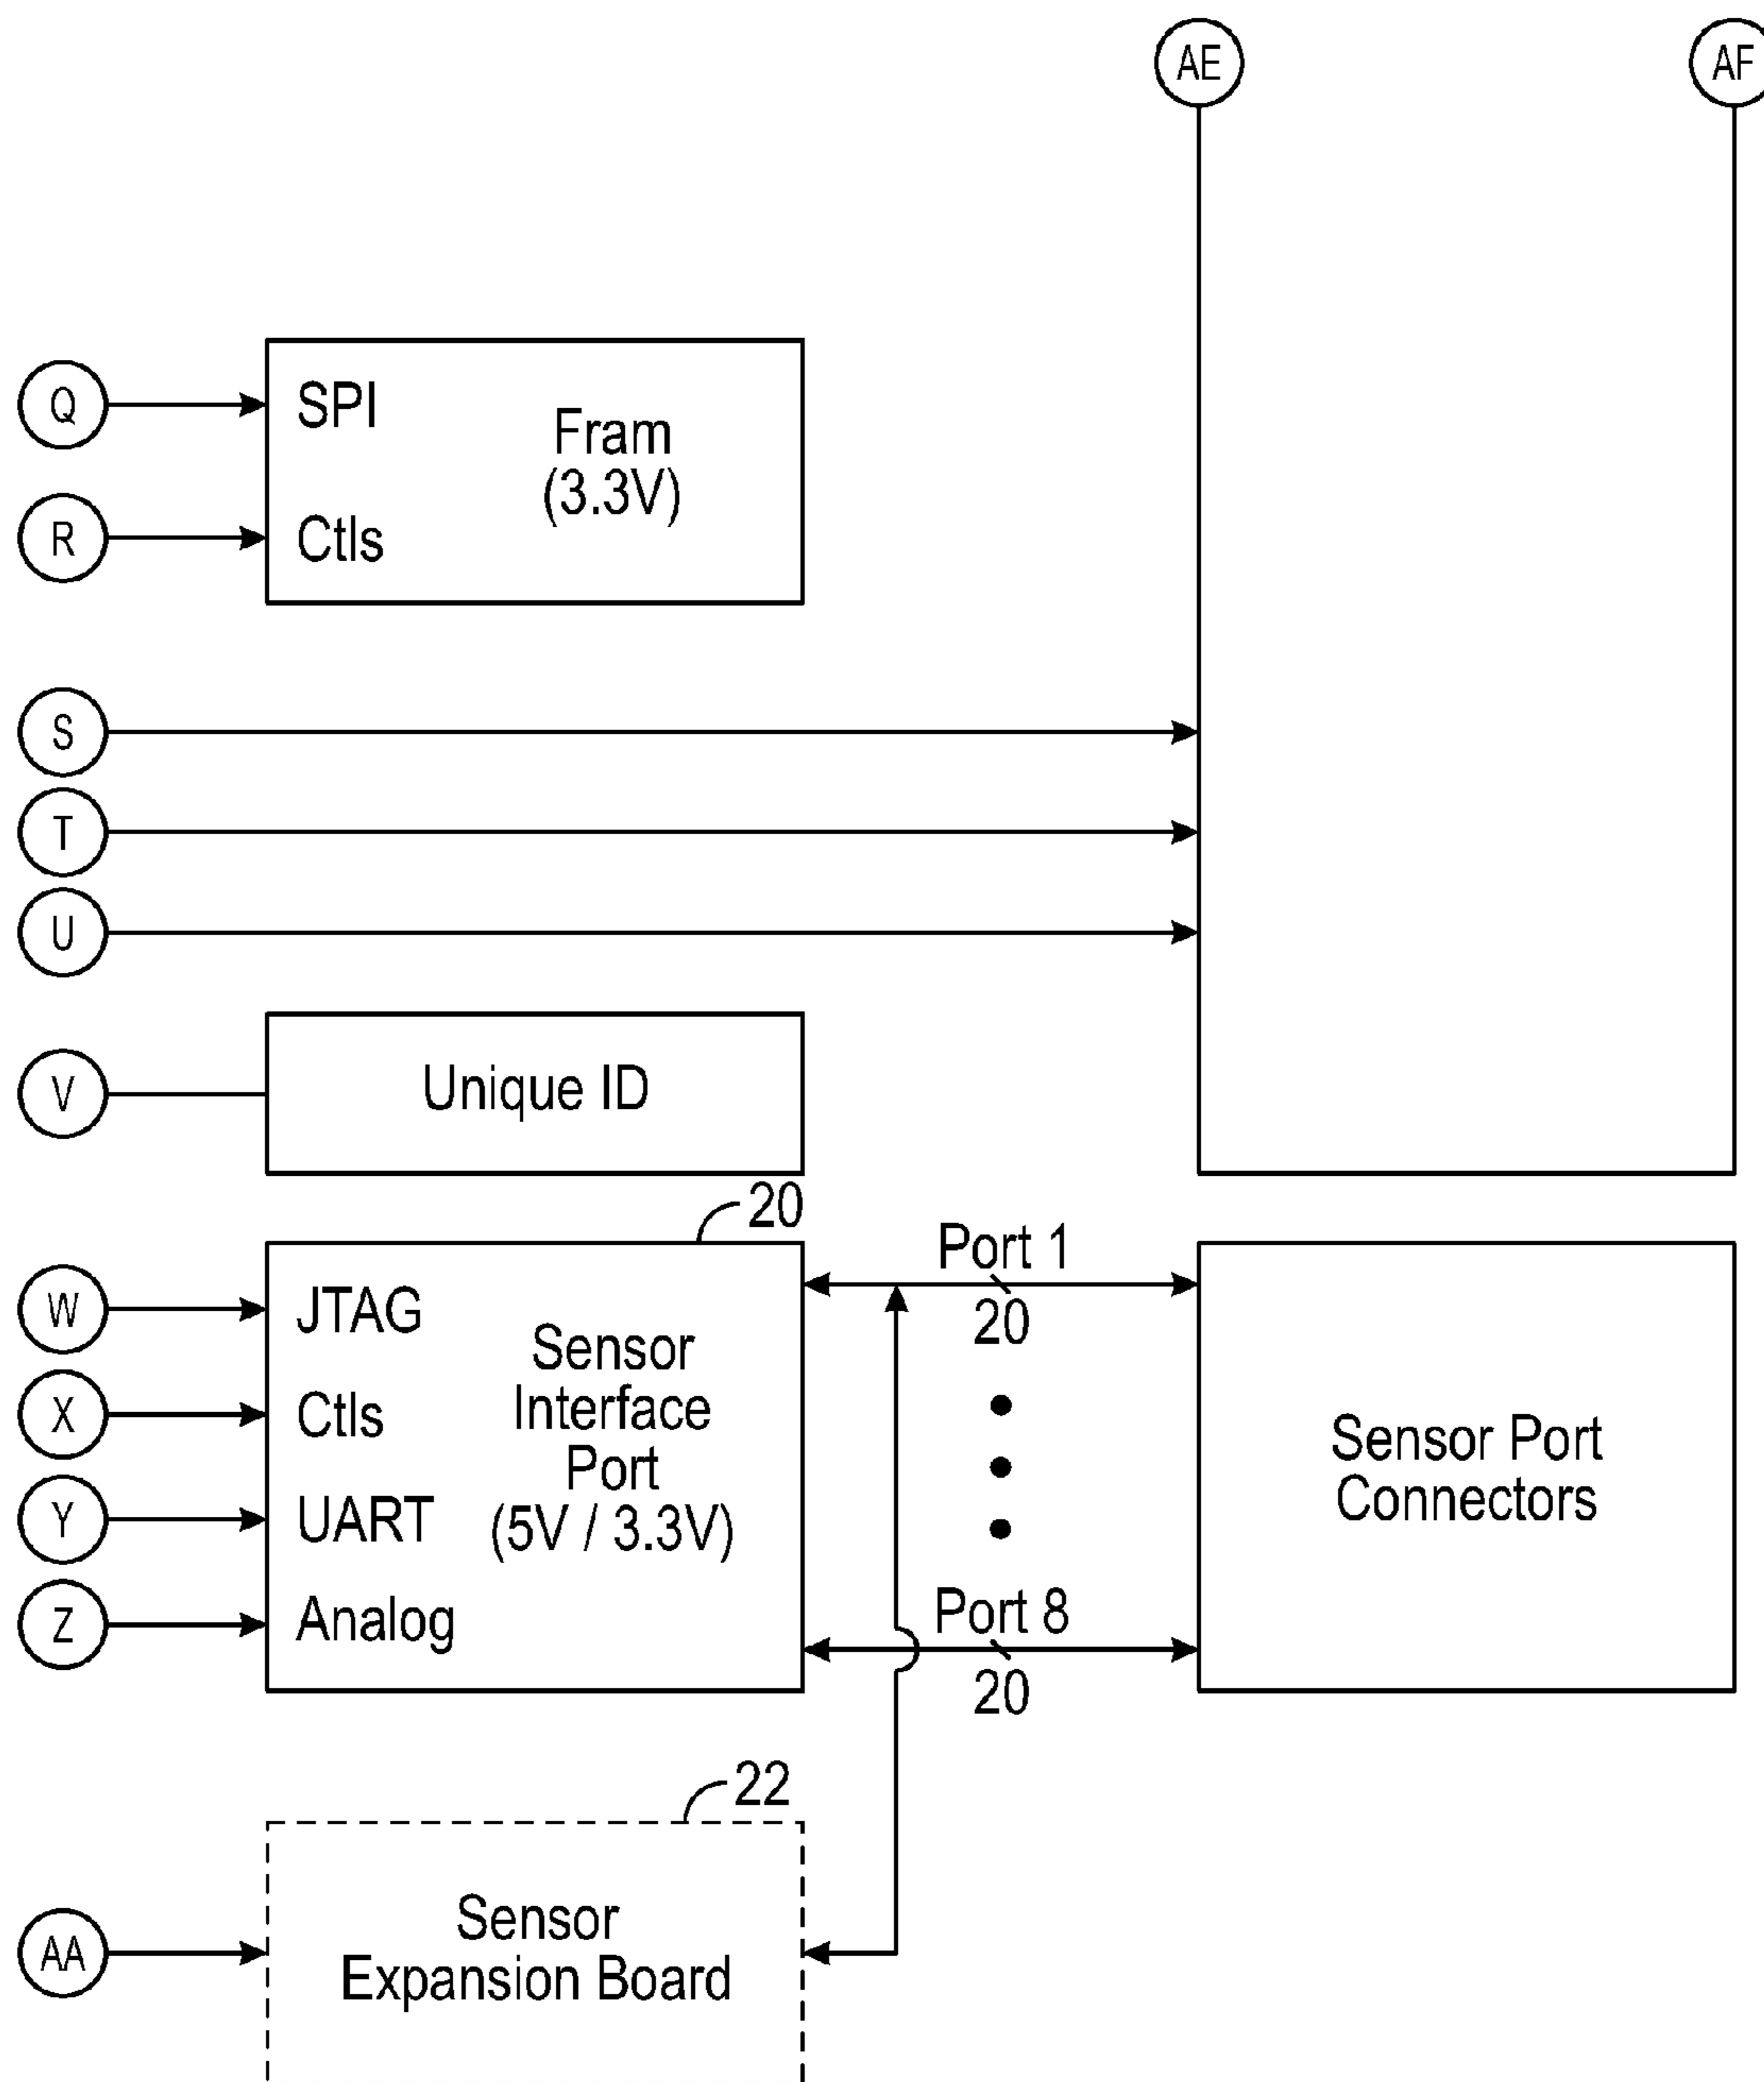 AE
AF
Q
SPI
Fram
(3.3V)
R
Ctls
S
T
U
V
Unique ID
20
W
JTAG
X
Ctls
Y
UART
Z
Analog
Sensor
Interface
Port
(5V / 3.3V)
Port 1
20
Port 8
20
Sensor Port
Connectors
22
AA
Sensor
Expansion Board